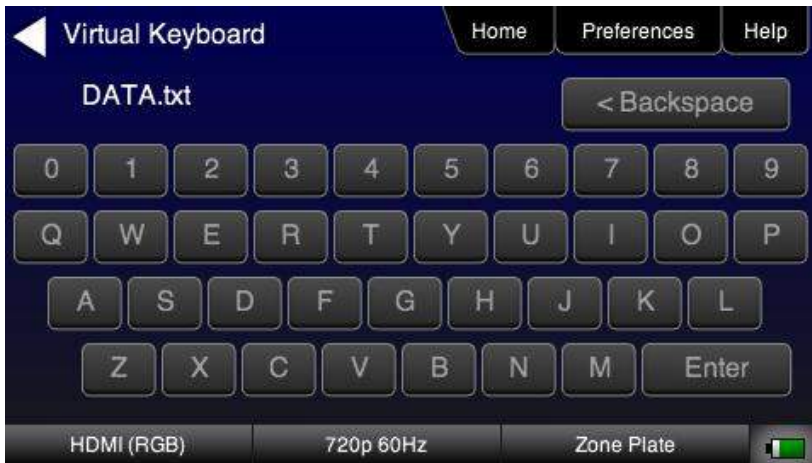 Virtual Keyboard Home Preferences Help
DATA.txt < Backspace
0 1 2 3 4 5 6 7 8 9
Q W E R T Y U I O P
A S D F G H J K L
Z X C V B N M Enter
HDMI (RGB) 720p 60Hz Zone Plate